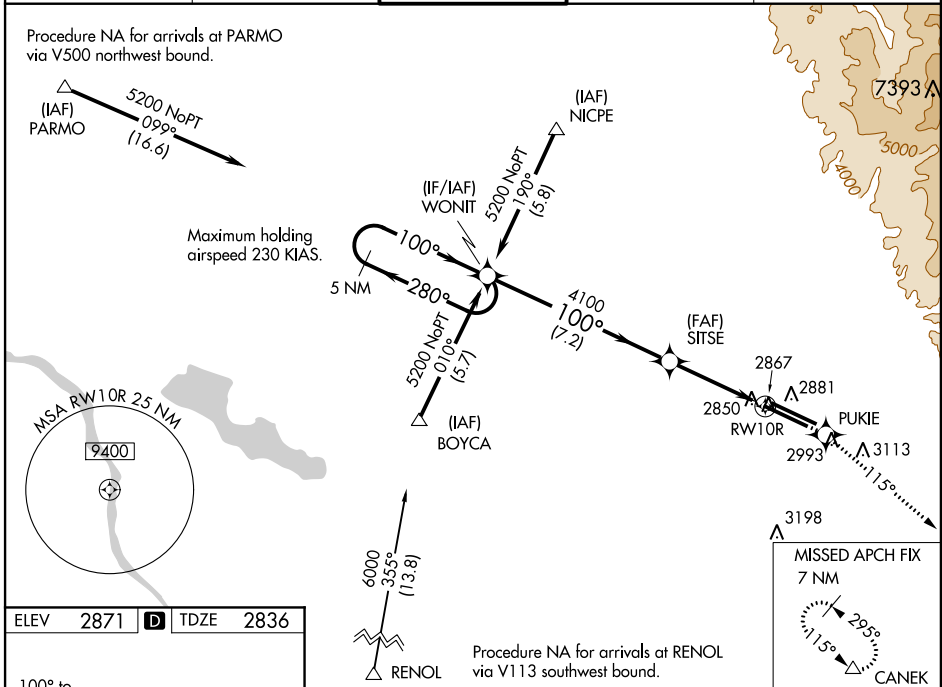 Procedure NA for arrivals at PARMO
via V500 northwest bound.
(IAF)
PARMO
5200 NoPT
099°
(16.6)
(IAF)
NICPE
5200 NoPT
190°
(5.8)
7393
5000
4000
(IF/IAF)
WONIT
Maximum holding
airspeed 230 KIAS.
5 NM
100°
280°
4100
100°
(7.2)
(FAF)
SITSE
5200 NoPT
010°
(5.7)
(IAF)
BOYCA
2867
2881
2850
RW10R
PUKIE
2993
3113
115°
3198
MSA RW10R 25 NM
9400
6000
355°
(13.8)
RENOL
Procedure NA for arrivals at RENOL
via V113 southwest bound.
MISSED APCH FIX
7 NM
295°
115°
CANEK
ELEV 2871 D TDZE 2836
100° to